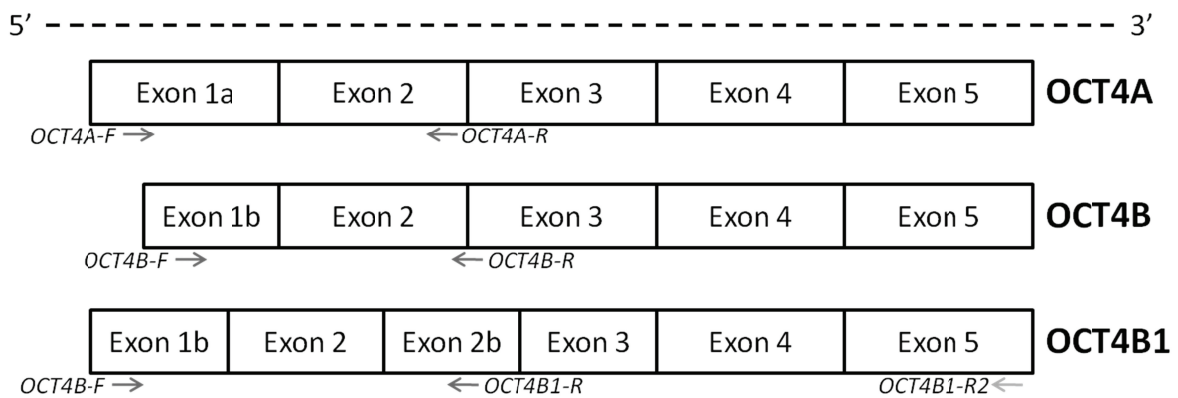 5’ 3’
Exon 1a Exon 2 Exon 3 Exon 4 Exon 5 OCT4A
OCT4A-F OCT4A-R
Exon 1b Exon 2 Exon 3 Exon 4 Exon 5 OCT4B
OCT4B-F OCT4B-R
Exon 1b Exon 2 Exon 2b Exon 3 Exon 4 Exon 5 OCT4B1
OCT4B-F OCT4B1-R OCT4B1-R2